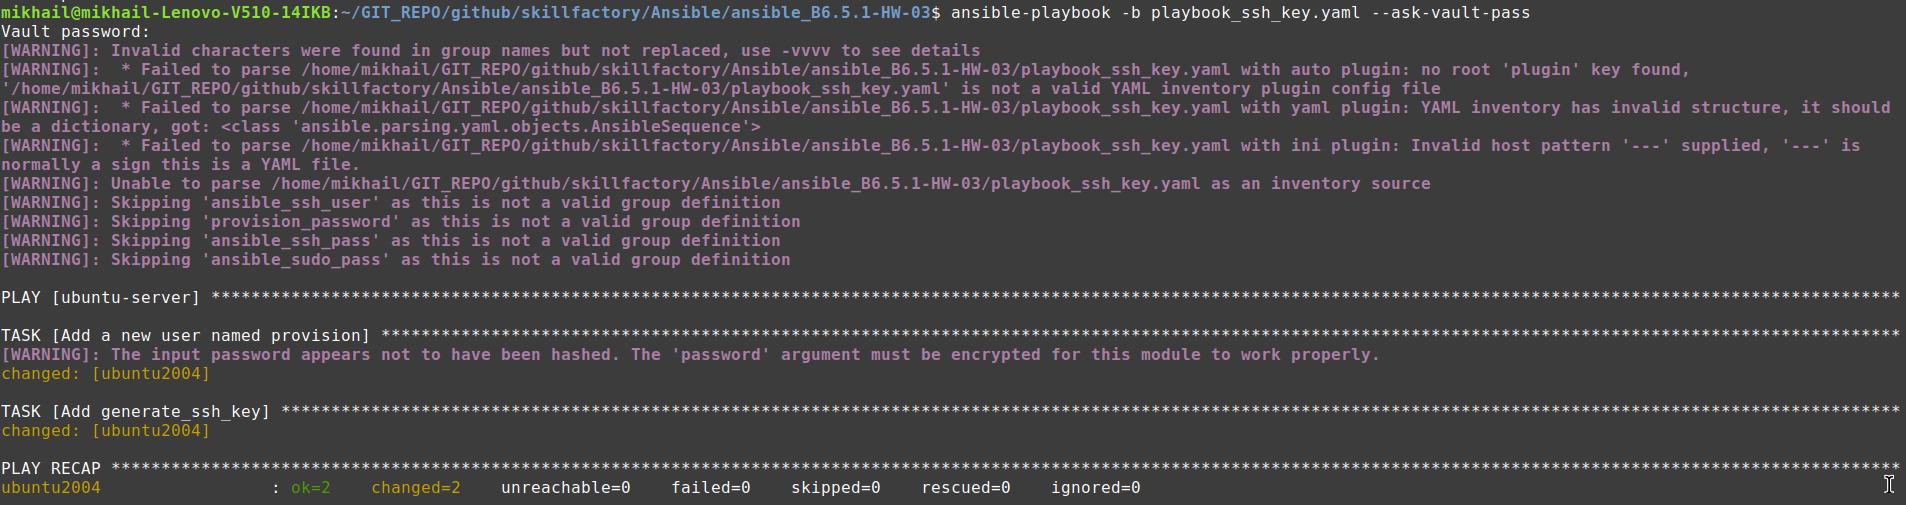 mikhail@mikhail-Lenovo-V510-14IKB:~/GIT_REPO/github/skillfactory/Ansible/ansible_B6.5.1-HW-03$ ansible-playbook -b playbook_ssh_key.yaml --ask-vault-pass
Vault password:
[WARNING]: Invalid characters were found in group names but not replaced, use -vvvv to see details
[WARNING]:  * Failed to parse /home/mikhail/GIT_REPO/github/skillfactory/Ansible/ansible_B6.5.1-HW-03/playbook_ssh_key.yaml with auto plugin: no root 'plugin' key found,
'/home/mikhail/GIT_REPO/github/skillfactory/Ansible/ansible_B6.5.1-HW-03/playbook_ssh_key.yaml' is not a valid YAML inventory plugin config file
[WARNING]:  * Failed to parse /home/mikhail/GIT_REPO/github/skillfactory/Ansible/ansible_B6.5.1-HW-03/playbook_ssh_key.yaml with yaml plugin: YAML inventory has invalid structure, it should
be a dictionary, got: <class 'ansible.parsing.yaml.objects.AnsibleSequence'>
[WARNING]:  * Failed to parse /home/mikhail/GIT_REPO/github/skillfactory/Ansible/ansible_B6.5.1-HW-03/playbook_ssh_key.yaml with ini plugin: Invalid host pattern '---' supplied, '---' is
normally a sign this is a YAML file.
[WARNING]: Unable to parse /home/mikhail/GIT_REPO/github/skillfactory/Ansible/ansible_B6.5.1-HW-03/playbook_ssh_key.yaml as an inventory source
[WARNING]: Skipping 'ansible_ssh_user' as this is not a valid group definition
[WARNING]: Skipping 'provision_password' as this is not a valid group definition
[WARNING]: Skipping 'ansible_ssh_pass' as this is not a valid group definition
[WARNING]: Skipping 'ansible_sudo_pass' as this is not a valid group definition
PLAY [ubuntu-server] *************************************************************************************************************************************************************************
TASK [Add a new user named provision] ********************************************************************************************************************************************************
[WARNING]: The input password appears not to have been hashed. The 'password' argument must be encrypted for this module to work properly.
changed: [ubuntu2004]
TASK [Add generate_ssh_key] ******************************************************************************************************************************************************************
changed: [ubuntu2004]
PLAY RECAP ***********************************************************************************************************************************************************************************
ubuntu2004                 : ok=2    changed=2    unreachable=0    failed=0    skipped=0    rescued=0    ignored=0